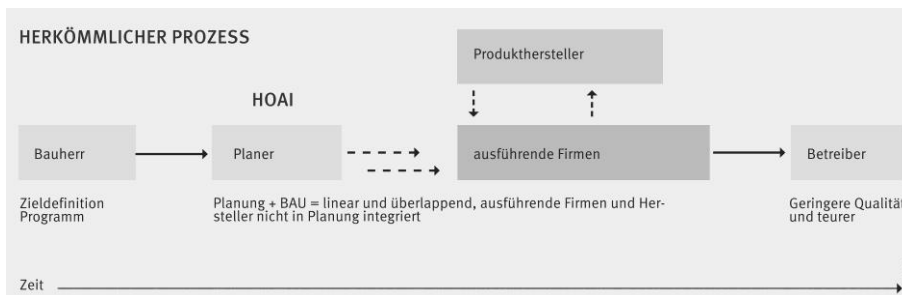 HERKÖMMLICHER PROZESS
Produkthersteller
HOAI
Bauherr
Planer
ausführende Firmen
Betreiber
Zieldefinition
Programm
Planung + BAU = linear und überlappend, ausführende Firmen und Her-
steller nicht in Planung integriert
Geringere Qualität
und teurer
Zeit